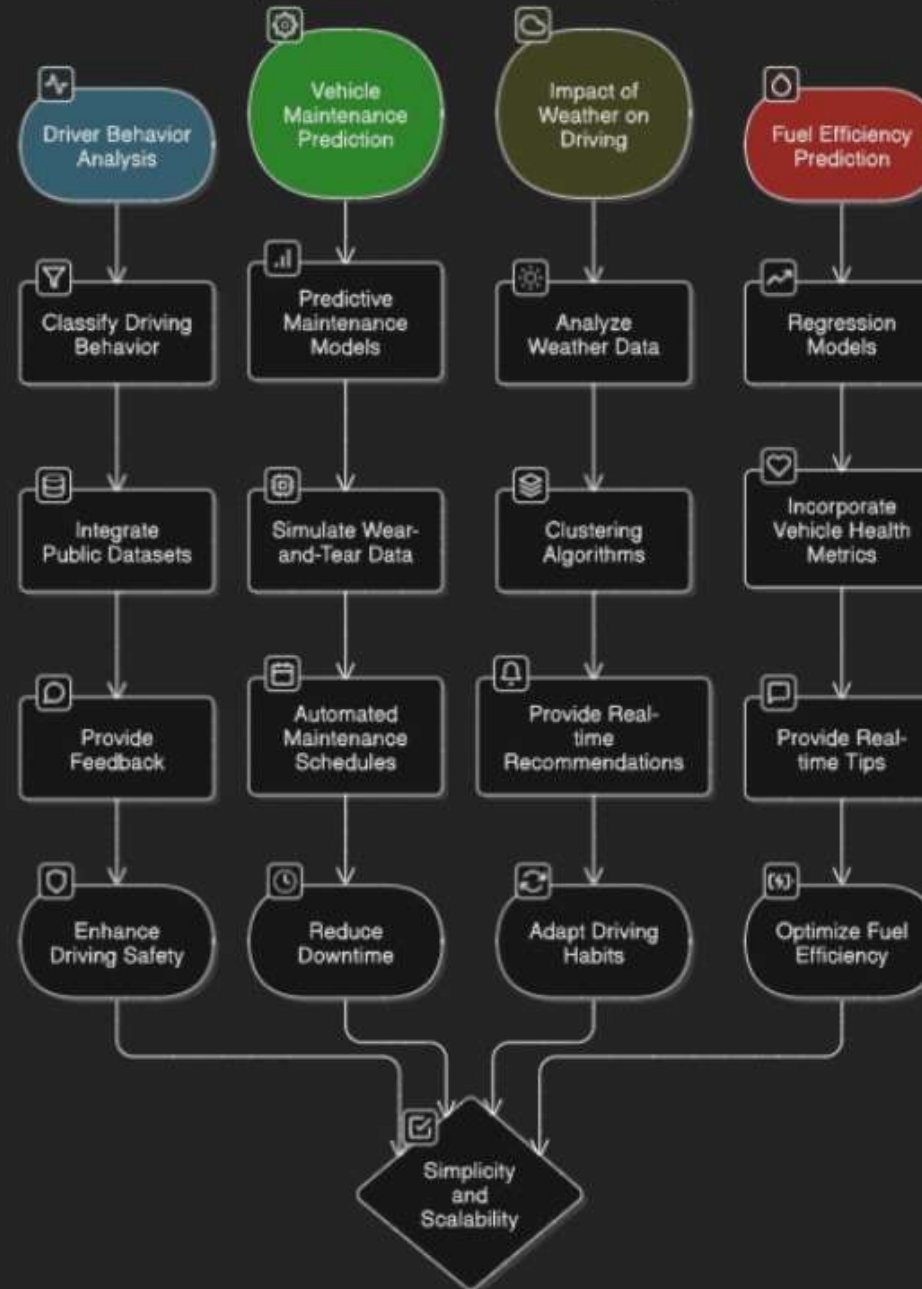 Driver Behavior
Analysis
Vehicle
Maintenance
Prediction
Impact of
Weather on
Driving
Fuel Efficiency
Prediction
Classify Driving
Behavior
Predictive
Maintenance
Models
Analyze
Weather Data
Regression
Models
Integrate
Public Datasets
Simulate Wear-
and-Tear Data
Clustering
Algorithms
Incorporate
Vehicle Health
Metrics
Provide
Feedback
Automated
Maintenance
Schedules
Provide Real-
time
Recommendations
Provide Real-
time Tips
Enhance
Driving Safety
Reduce
Downtime
Adapt Driving
Habits
Optimize Fuel
Efficiency
Simplicity
and
Scalability